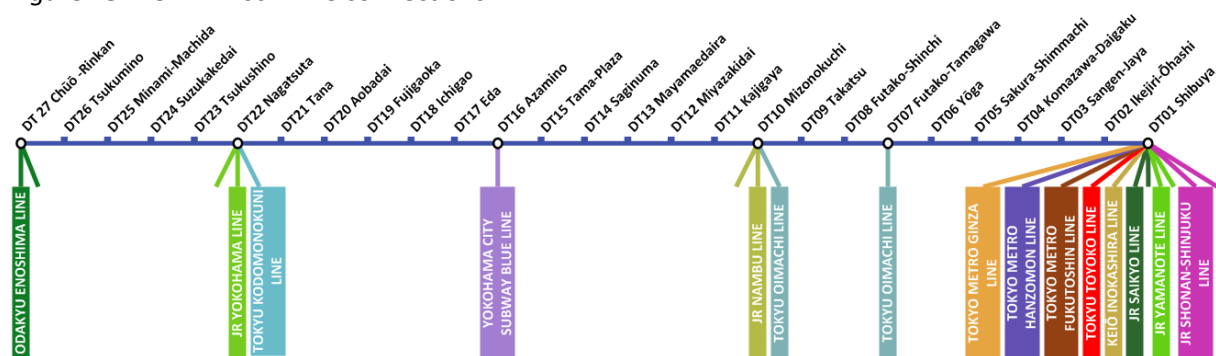 DT 27 Chūō -Rinkan
DT26 Tsukumino
DT25 Minami-Machida
DT24 Suzukakedai
DT23 Tsukushino
DT22 Nagatsuta
DT21 Tana
DT20 Aobadai
DT19 Fujigaoka
DT18 Ichigao
DT17 Eda
DT16 Azamino
DT15 Tama-Plaza
DT14 Saginuma
DT13 Mayamaedaira
DT12 Miyazakidai
DT11 Kajigaya
DT10 Mizonokuchi
DT09 Takatsu
DT08 Futako-Shinchi
DT07 Futako-Tamagawa
DT06 Yōga
DT05 Sakura-Shimmachi
DT04 Komazawa-Daigaku
DT03 Sangen-Jaya
DT02 Ikejiri-Ōhashi
DT01 Shibuya
ODAKYU ENOSHIMA LINE
JR YOKOHAMA LINE
TOKYU KODOMONOKUNI
LINE
YOKOHAMA CITY
SUBWAY BLUE LINE
JR NAMBU LINE
TOKYU OIMACHI LINE
TOKYU OIMACHI LINE
TOKYO METRO GINZA
LINE
TOKYO METRO
HANZOMON LINE
TOKYO METRO
FUKUTOSHIN LINE
TOKYU TOYOKO LINE
KEIŌ INOKASHIRA LINE
JR SAIKYO LINE
JR YAMANOTE LINE
JR SHONAN-SHINJUKU
LINE